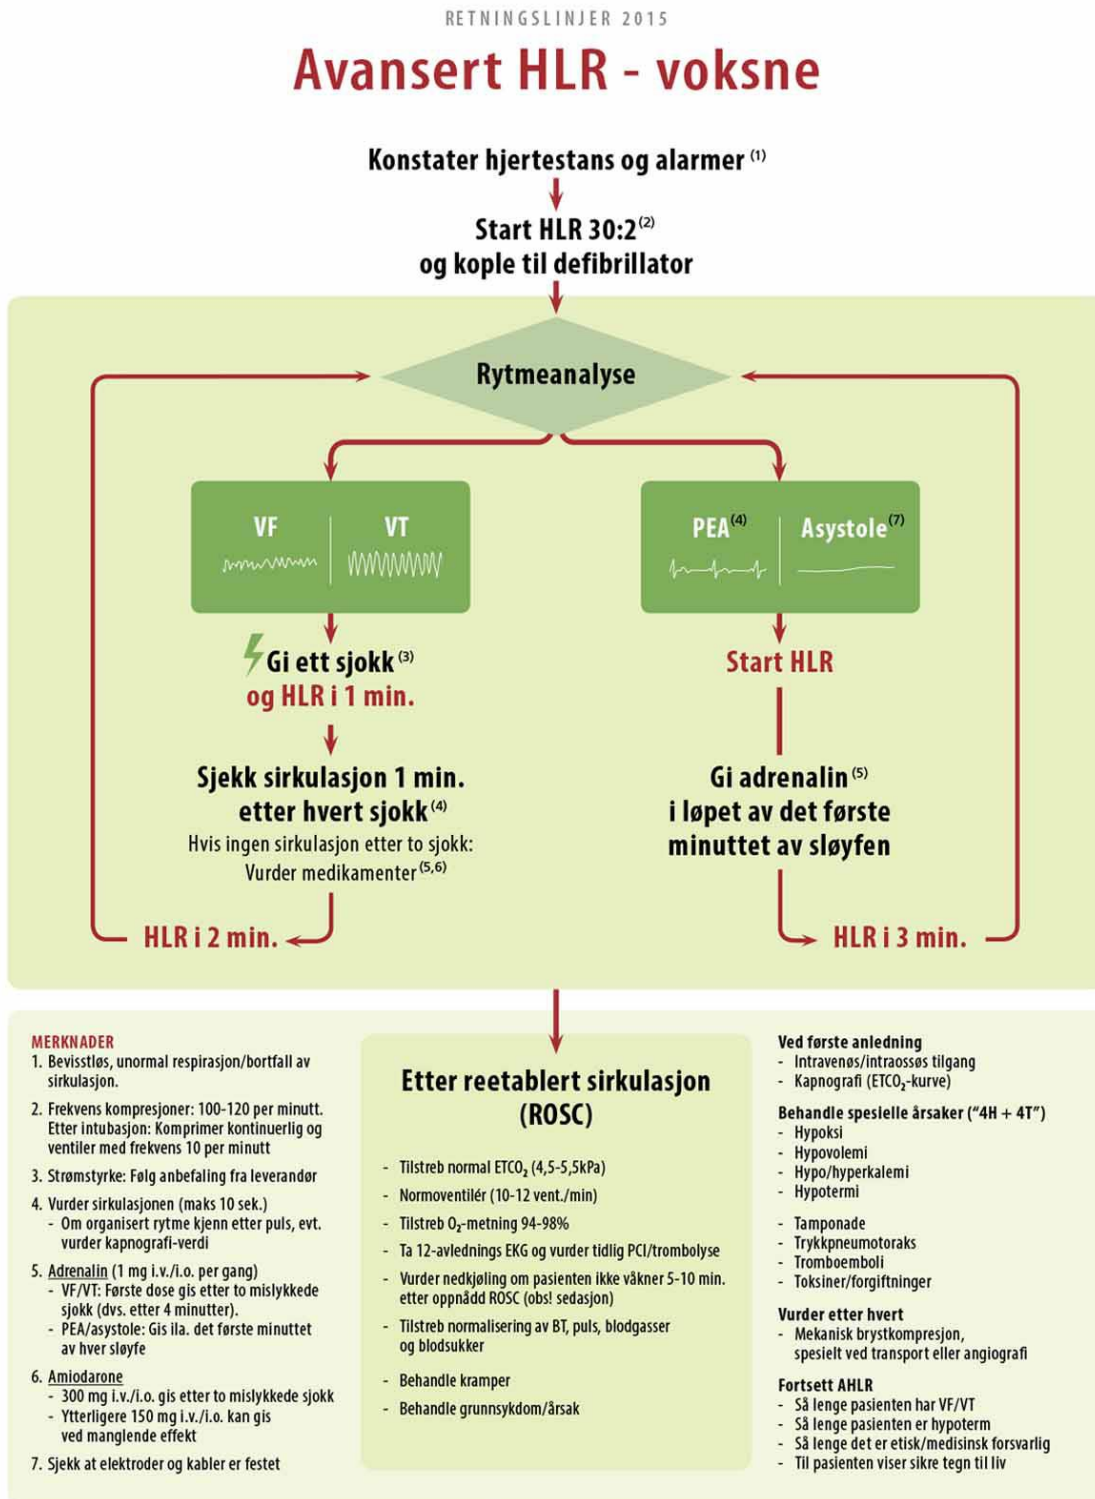 RETNINGSLINJER 2015
Avansert HLR - voksne
Konstater hjertestans og alarmer (1)
Start HLR 30:2 (2)
og kople til defibrillator
Rytmeanalyse
VF
VT
Gi ett sjokk (3)
og HLR i 1 min.
Sjekk sirkulasjon 1 min.
etter hvert sjokk (4)
Hvis ingen sirkulasjon etter to sjokk:
Vurder medikamenter (5,6)
HLR i 2 min.
PEA (4)
Asystole (7)
Start HLR
Gi adrenalin (5)
i løpet av det første
minuttet av sløyfen
HLR i 3 min.
MERKNADER
1. Bevisstløs, unormal respirasjon/bortfall av
sirkulasjon.
2. Frekvens kompresjoner: 100-120 per minutt.
Etter intubasjon: Komprimer kontinuerlig og
ventiler med frekvens 10 per minutt
3. Strømstyrke: Følg anbefaling fra leverandør
4. Vurder sirkulasjonen (maks 10 sek.)
- Om organisert rytme kjenn etter puls, evt.
vurder kapnografi-verdi
5. Adrenalin (1 mg i.v./i.o. per gang)
- VF/VT: Første dose gis etter to mislykkede
sjokk (dvs. etter 4 minutter).
- PEA/asystole: Gis ila. det første minuttet
av hver sløyfe
6. Amiodarone
- 300 mg i.v./i.o. gis etter to mislykkede sjokk
- Ytterligere 150 mg i.v./i.o. kan gis
ved manglende effekt
7. Sjekk at elektroder og kabler er festet
Etter reetablert sirkulasjon
(ROSC)
- Tilstreb normal ETCO₂ (4,5-5,5kPa)
- Normoventilér (10-12 vent./min)
- Tilstreb O₂-metning 94-98%
- Ta 12-avlednings EKG og vurder tidlig PCI/trombolyse
- Vurder nedkjøling om pasienten ikke våkner 5-10 min.
etter oppnådd ROSC (obs! sedasjon)
- Tilstreb normalisering av BT, puls, blodgasser
og blodsukker
- Behandle kramper
- Behandle grunnsykdom/årsak
Ved første anledning
- Intravenøs/intraossøs tilgang
- Kapnografi (ETCO₂-kurve)
Behandle spesielle årsaker (“4H + 4T”)
- Hypoksi
- Hypovolemi
- Hypo/hyperkalemi
- Hypotermi
- Tamponade
- Trykkpneumotoraks
- Tromboemboli
- Toksiner/forgiftninger
Vurder etter hvert
- Mekanisk brystkompresjon,
spesielt ved transport eller angiografi
Fortsett AHLR
- Så lenge pasienten har VF/VT
- Så lenge pasienten er hypoterm
- Så lenge det er etisk/medisinsk forsvarlig
- Til pasienten viser sikre tegn til liv